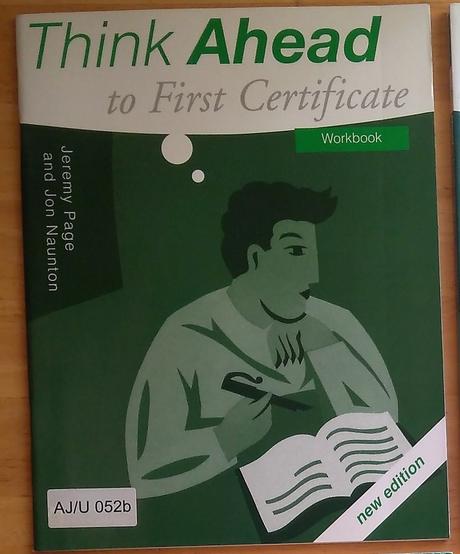 Think Ahead
to First Certificate
Workbook
Jeremy Page
and Jon Naunton
AJ/U 052b
new edition